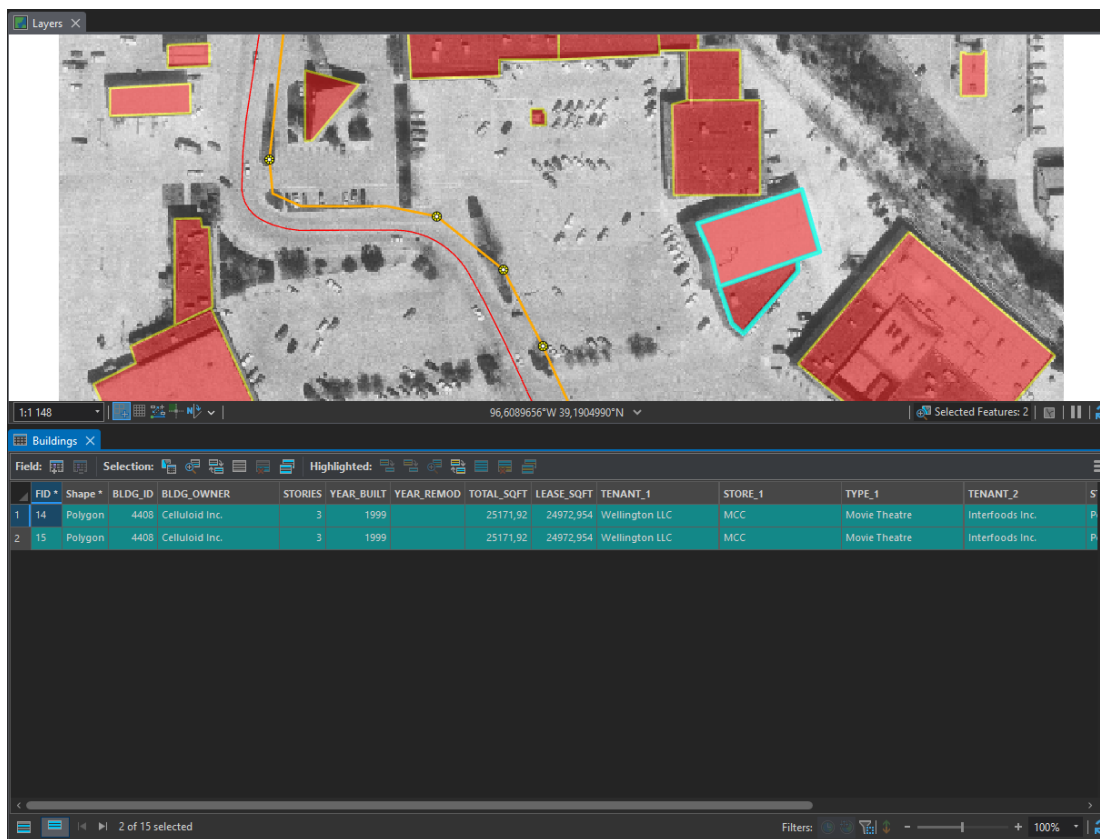 Layers
1:1 148
96,6089656°W 39,1904990°N
Selected Features: 2
Buildings
Field: Selection: Highlighted:
FID * Shape * BLDG_ID BLDG_OWNER STORIES YEAR_BUILT YEAR_REMOD TOTAL_SQFT LEASE_SQFT TENANT_1 STORE_1 TYPE_1 TENANT_2
1 14 Polygon 4408 Celluloid Inc. 3 1999 25171,92 24972,954 Wellington LLC MCC Movie Theatre Interfoods Inc.
2 15 Polygon 4408 Celluloid Inc. 3 1999 25171,92 24972,954 Wellington LLC MCC Movie Theatre Interfoods Inc.
2 of 15 selected
Filters:
- + 100%